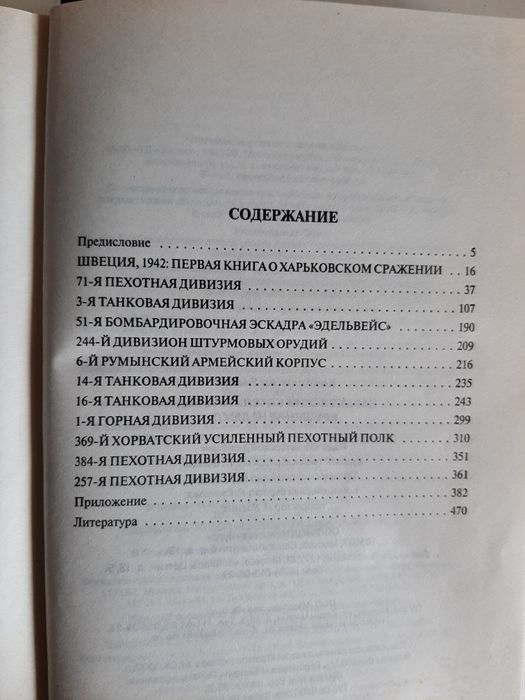 СОДЕРЖАНИЕ
Предисловие . . . . . . . . . . . . . . . . . . . . . . . . . . . . . . . . 5
ШВЕЦИЯ, 1942: ПЕРВАЯ КНИГА О ХАРЬКОВСКОМ СРАЖЕНИИ . . 16
71-Я ПЕХОТНАЯ ДИВИЗИЯ . . . . . . . . . . . . . . . . . . . . . . 37
3-Я ТАНКОВАЯ ДИВИЗИЯ . . . . . . . . . . . . . . . . . . . . . . 107
51-Я БОМБАРДИРОВОЧНАЯ ЭСКАДРА «ЭДЕЛЬВЕЙС» . . . . . . 190
244-Й ДИВИЗИОН ШТУРМОВЫХ ОРУДИЙ . . . . . . . . . . . . 209
6-Й РУМЫНСКИЙ АРМЕЙСКИЙ КОРПУС . . . . . . . . . . . . 216
14-Я ТАНКОВАЯ ДИВИЗИЯ . . . . . . . . . . . . . . . . . . . . . 235
16-Я ТАНКОВАЯ ДИВИЗИЯ . . . . . . . . . . . . . . . . . . . . . 243
1-Я ГОРНАЯ ДИВИЗИЯ . . . . . . . . . . . . . . . . . . . . . . . . 299
369-Й ХОРВАТСКИЙ УСИЛЕННЫЙ ПЕХОТНЫЙ ПОЛК . . . . . 310
384-Я ПЕХОТНАЯ ДИВИЗИЯ . . . . . . . . . . . . . . . . . . . . 351
257-Я ПЕХОТНАЯ ДИВИЗИЯ . . . . . . . . . . . . . . . . . . . . 361
Приложение . . . . . . . . . . . . . . . . . . . . . . . . . . . . . . 382
Литература . . . . . . . . . . . . . . . . . . . . . . . . . . . . . . 470